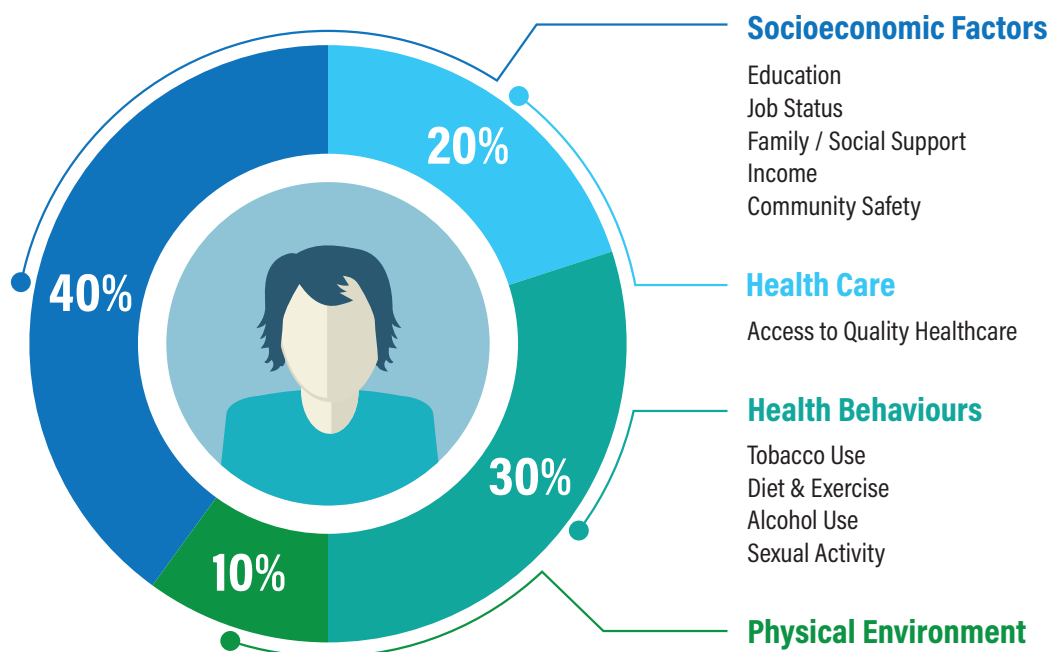 Socioeconomic Factors
Education
Job Status
Family / Social Support
Income
Community Safety
20%
40%
Health Care
Access to Quality Healthcare
Health Behaviours
Tobacco Use
Diet & Exercise
Alcohol Use
Sexual Activity
30%
10%
Physical Environment